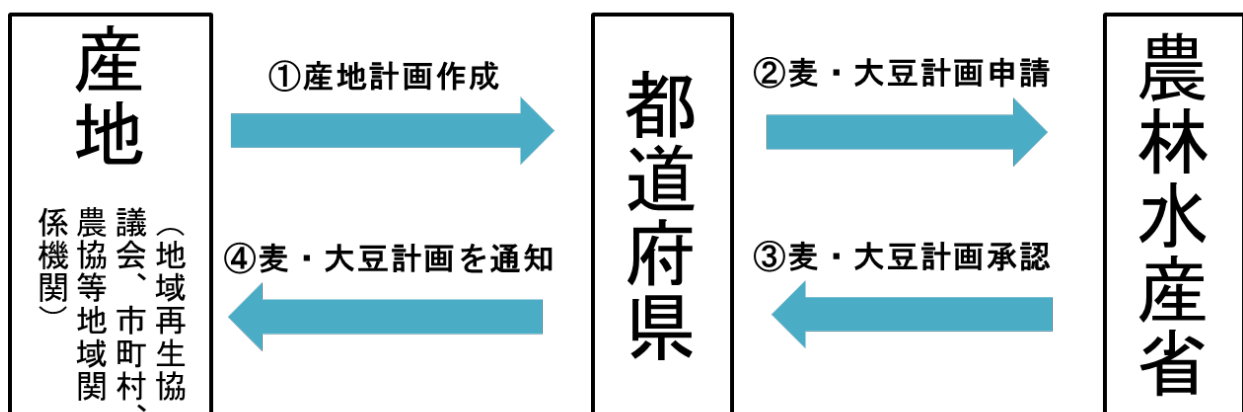 産地
（地域再生協
議会、市町村、
農協等地域関
係機関）
①産地計画作成
④麦・大豆計画を通知
都道府県
②麦・大豆計画申請
③麦・大豆計画承認
農林水産省